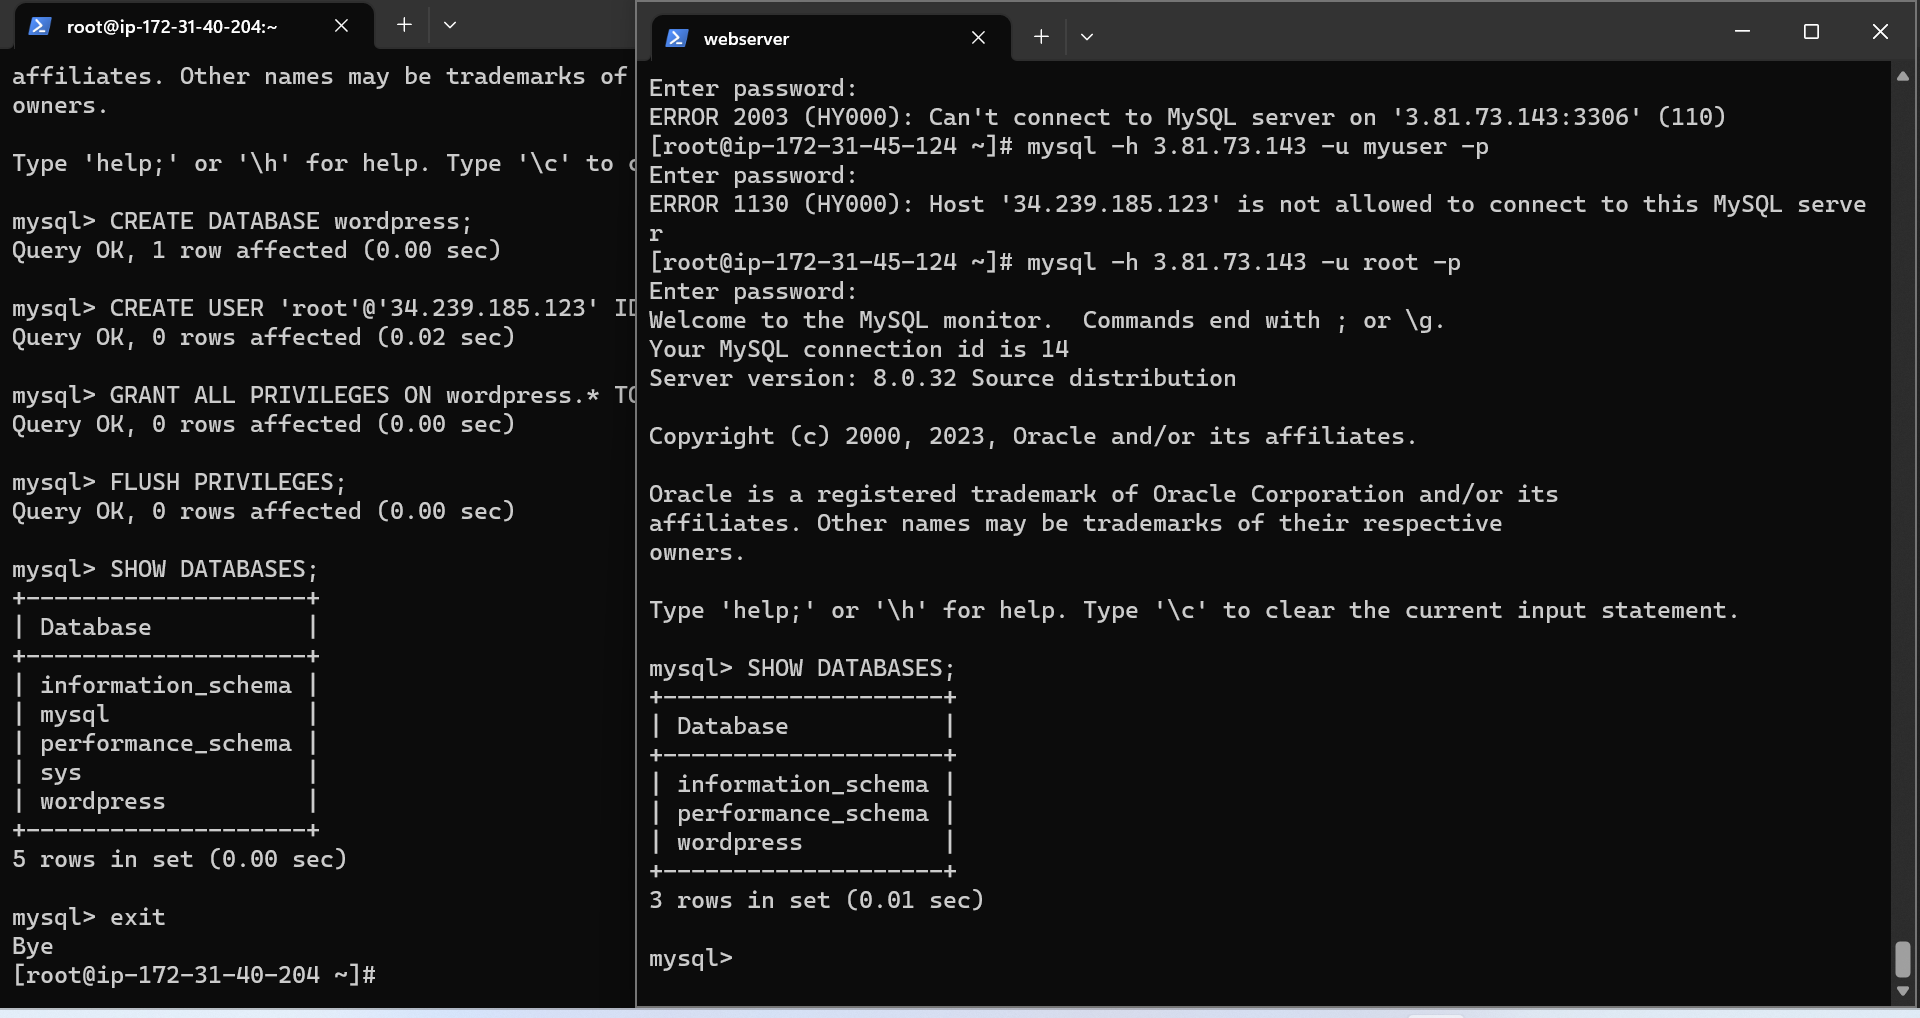 root@ip-172-31-40-204:~
affiliates. Other names may be trademarks of
owners.
Type 'help;' or '\h' for help. Type '\c' to
mysql> CREATE DATABASE wordpress;
Query OK, 1 row affected (0.00 sec)
mysql> CREATE USER 'root'@'34.239.185.123' ID
Query OK, 0 rows affected (0.02 sec)
mysql> GRANT ALL PRIVILEGES ON wordpress.* TO
Query OK, 0 rows affected (0.00 sec)
mysql> FLUSH PRIVILEGES;
Query OK, 0 rows affected (0.00 sec)
mysql> SHOW DATABASES;
+--------------------+
| Database           |
+--------------------+
| information_schema |
| mysql              |
| performance_schema |
| sys                |
| wordpress          |
+--------------------+
5 rows in set (0.00 sec)
mysql> exit
Bye
[root@ip-172-31-40-204 ~]#
webserver
Enter password:
ERROR 2003 (HY000): Can't connect to MySQL server on '3.81.73.143:3306' (110)
[root@ip-172-31-45-124 ~]# mysql -h 3.81.73.143 -u myuser -p
Enter password:
ERROR 1130 (HY000): Host '34.239.185.123' is not allowed to connect to this MySQL serve
r
[root@ip-172-31-45-124 ~]# mysql -h 3.81.73.143 -u root -p
Enter password:
Welcome to the MySQL monitor.  Commands end with ; or \g.
Your MySQL connection id is 14
Server version: 8.0.32 Source distribution
Copyright (c) 2000, 2023, Oracle and/or its affiliates.
Oracle is a registered trademark of Oracle Corporation and/or its
affiliates. Other names may be trademarks of their respective
owners.
Type 'help;' or '\h' for help. Type '\c' to clear the current input statement.
mysql> SHOW DATABASES;
+--------------------+
| Database           |
+--------------------+
| information_schema |
| performance_schema |
| wordpress          |
+--------------------+
3 rows in set (0.01 sec)
mysql>